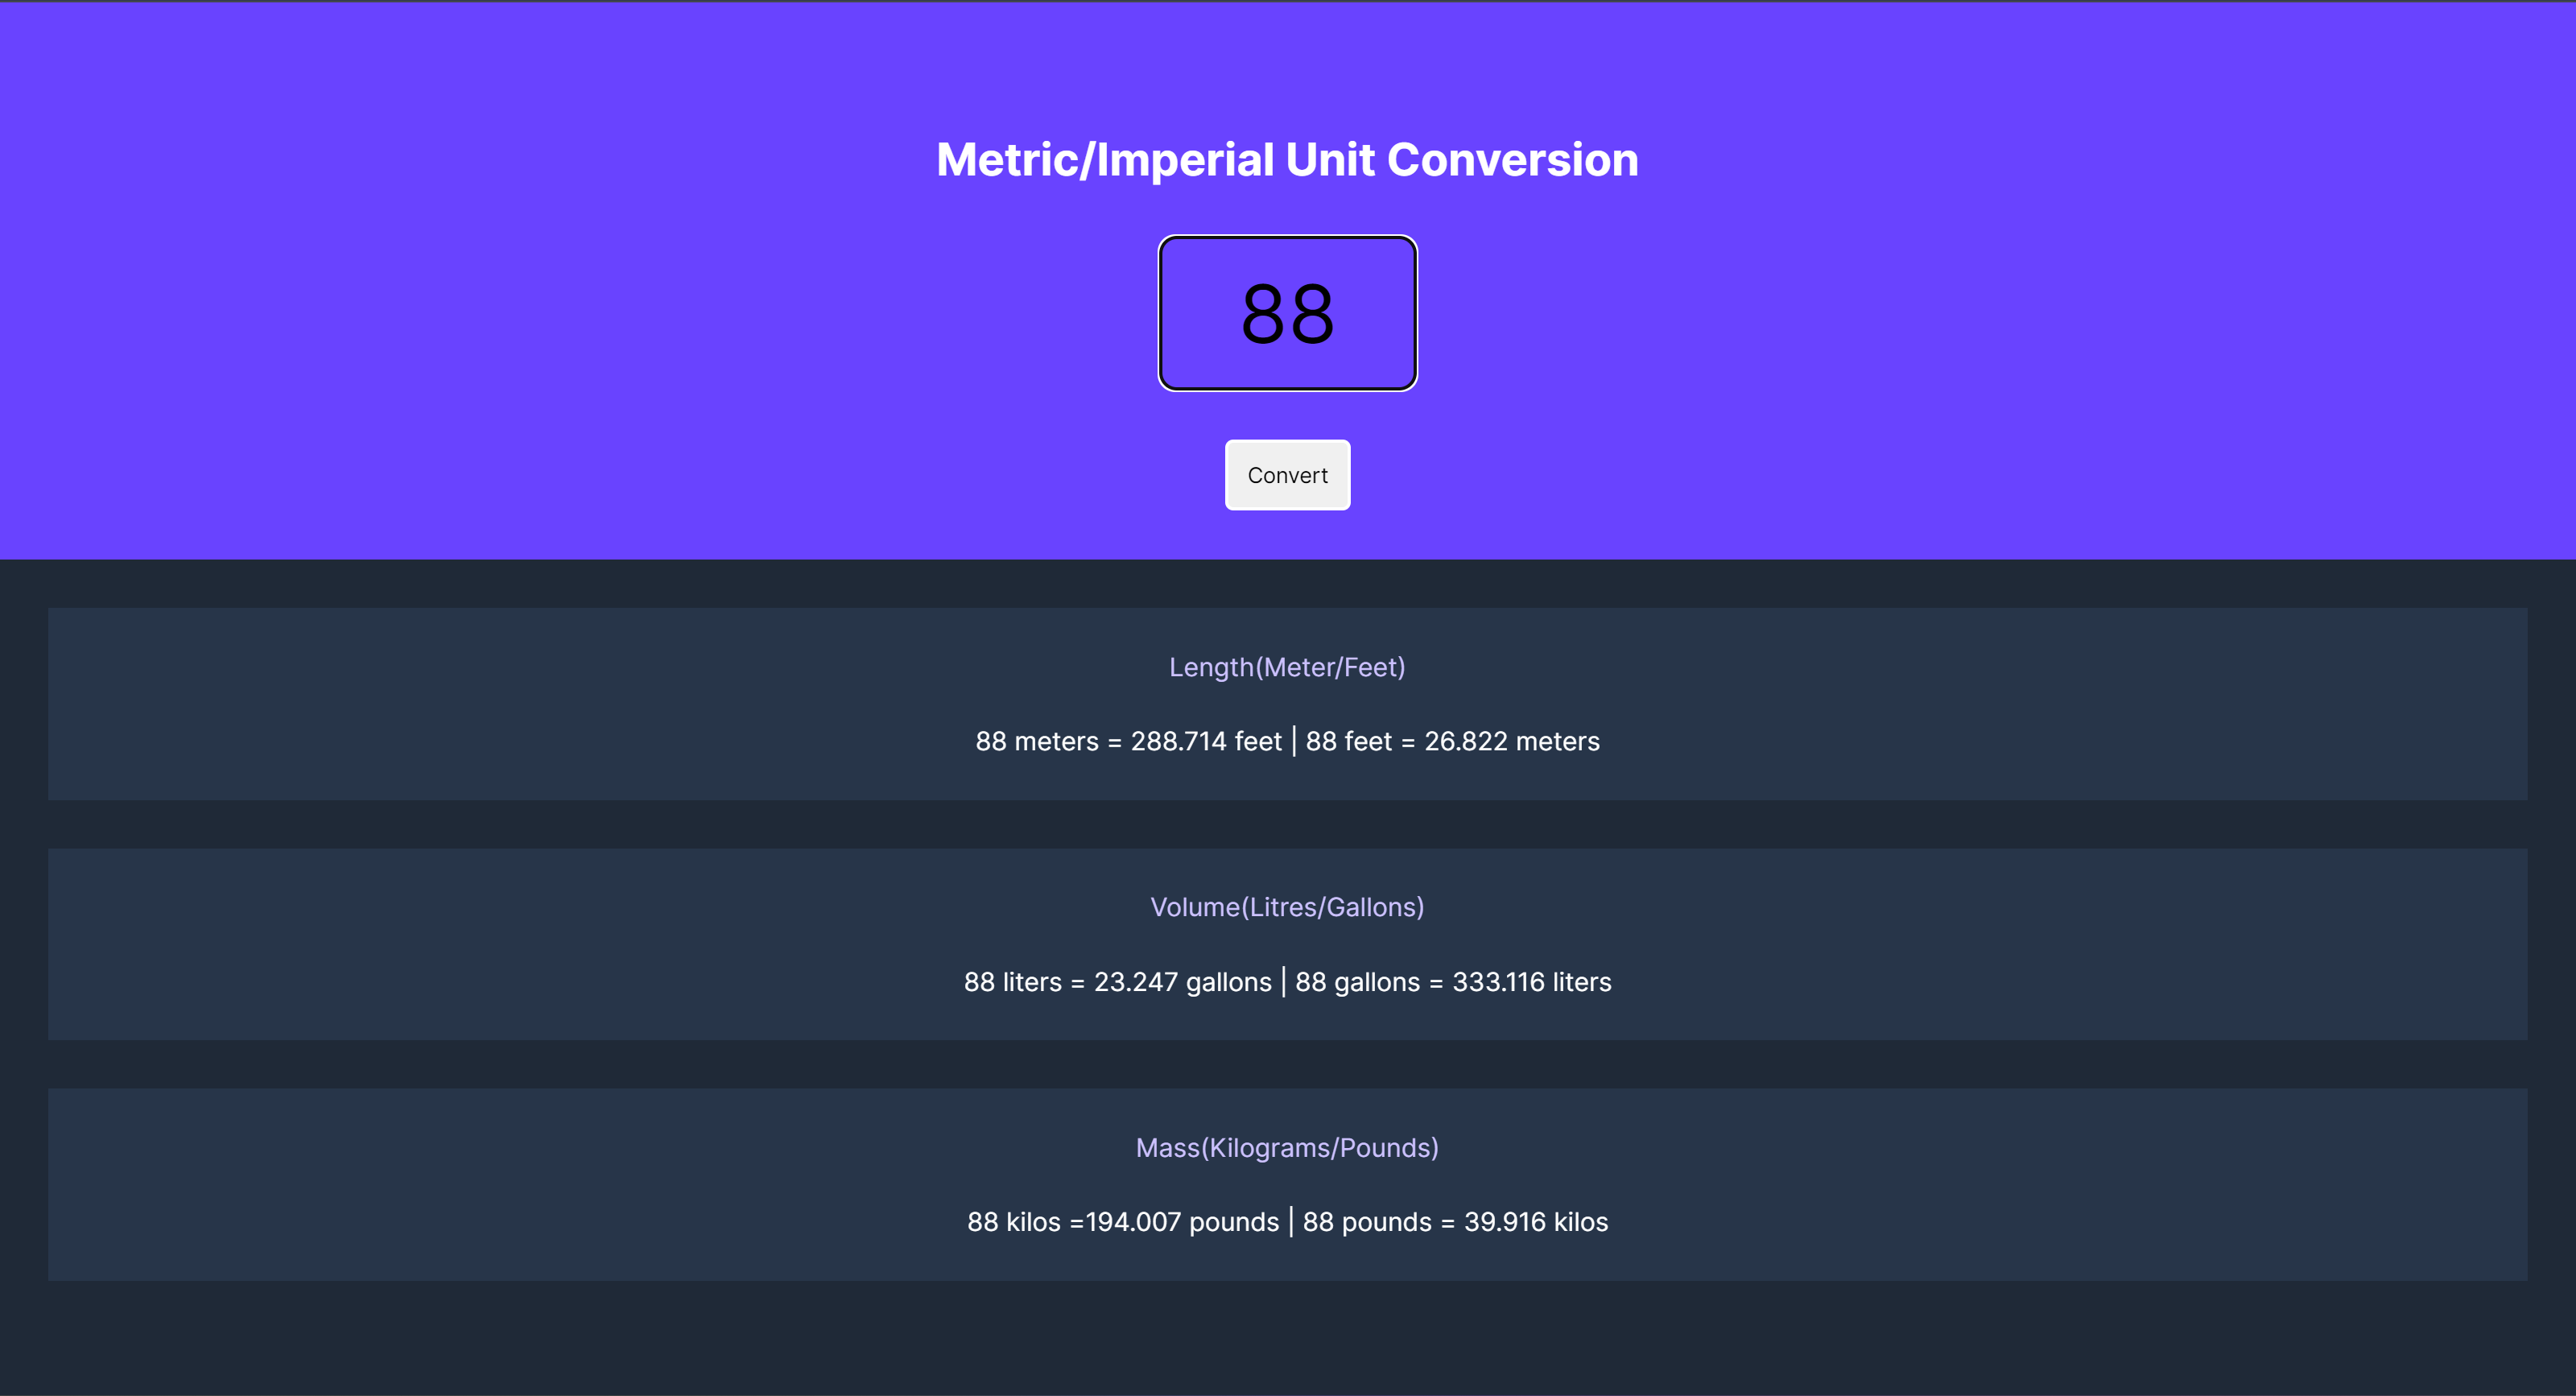 Metric/Imperial Unit Conversion
88
Convert
Length(Meter/Feet)
88 meters = 288.714 feet | 88 feet = 26.822 meters
Volume(Litres/Gallons)
88 liters = 23.247 gallons | 88 gallons = 333.116 liters
Mass(Kilograms/Pounds)
88 kilos =194.007 pounds | 88 pounds = 39.916 kilos